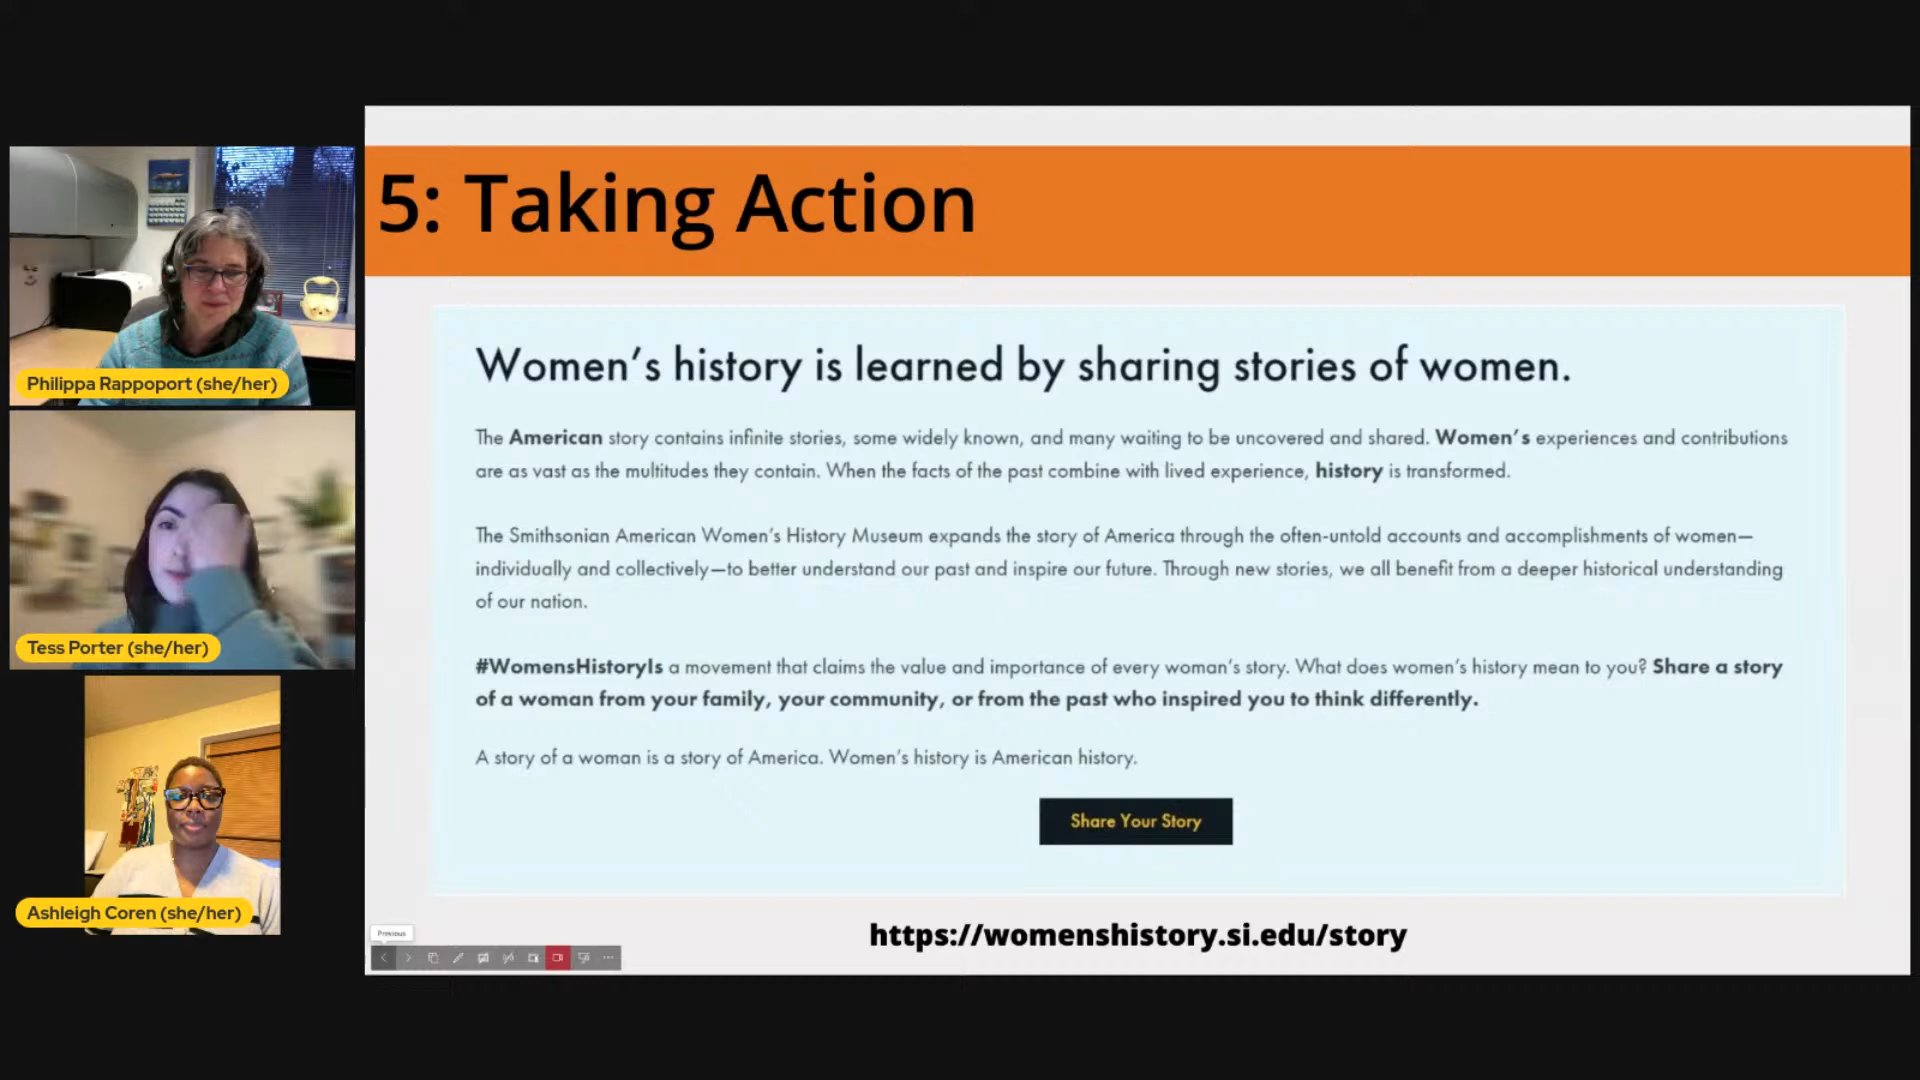 5: Taking Action
Women's history is learned by sharing stories of women.
The American story contains infinite stories, some widely known, and many waiting to be uncovered and shared. Women's experiences and contributions
are as vast as the multitudes they contain. When the facts of the past combine with lived experience, history is transformed.
The Smithsonian American Women's History Museum expands the story of America through the often-untold accounts and accomplishments of women—
individually and collectively—to better understand our past and inspire our future. Through new stories, we all benefit from a deeper historical understanding
of our nation.
#WomensHistoryIs a movement that claims the value and importance of every woman's story. What does women's history mean to you? Share a story
of a woman from your family, your community, or from the past who inspired you to think differently.
A story of a woman is a story of America. Women's history is American history.
Share Your Story
https://womenshistory.si.edu/story
Previous
Philippa Rappoport (she/her)
Tess Porter (she/her)
Ashleigh Coren (she/her)